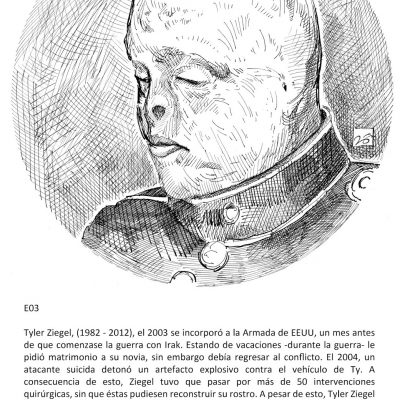 E03
Tyler Ziegel, (1982 - 2012), el 2003 se incorporó a la Armada de EEUU, un mes antes
de que comenzase la guerra con Irak. Estando de vacaciones -durante la guerra- le
pidió matrimonio a su novia, sin embargo debía regresar al conflicto. El 2004, un
atacante suicida detonó un artefacto explosivo contra el vehículo de Ty. A
consecuencia de esto, Ziegel tuvo que pasar por más de 50 intervenciones
quirúrgicas, sin que éstas pudiesen reconstruir su rostro. A pesar de esto, Tyler Ziegel